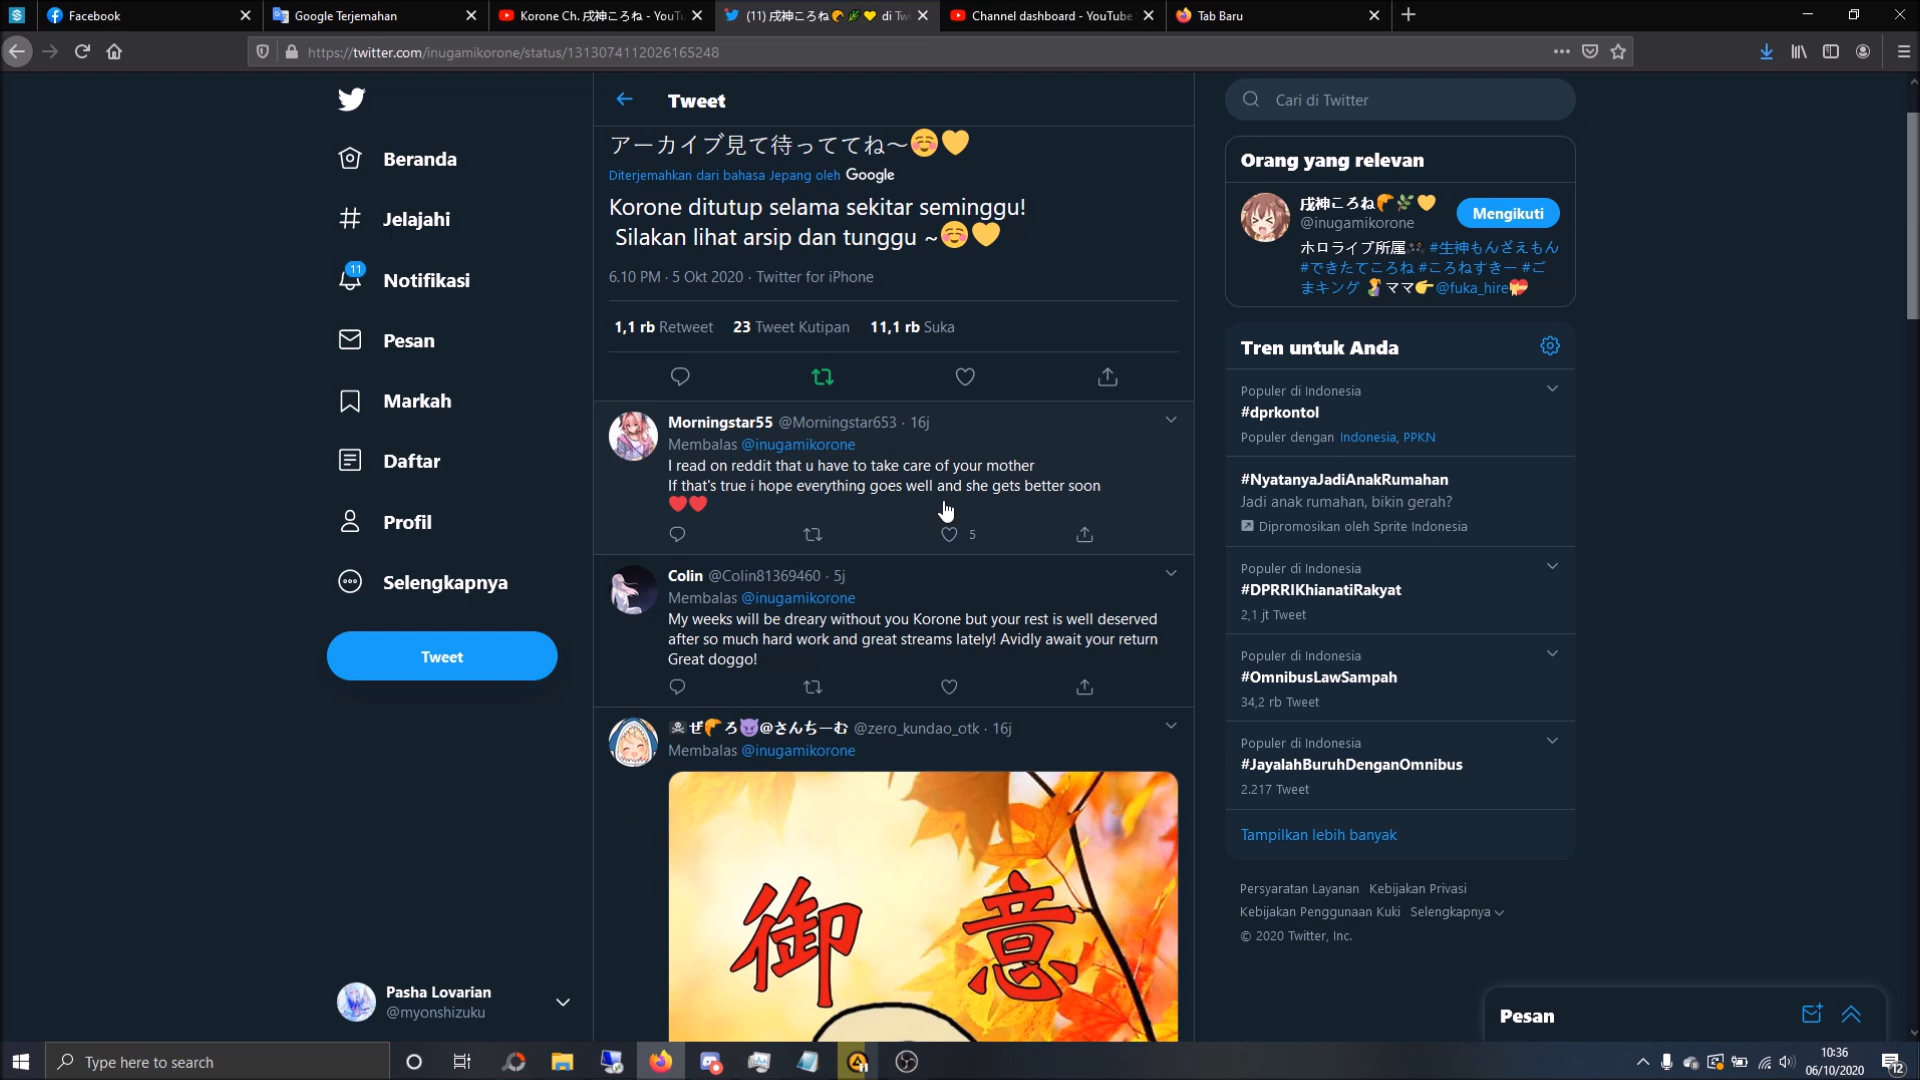 Facebook
Google Terjemahan
Korone Ch. 戌神ころね - YouTu
(11) 戌神ころね🥐🌿💛 di Tw
Channel dashboard - YouTube
Tab Baru
https://twitter.com/inugamikorone/status/1313074112026165248
Beranda
Jelajahi
11
Notifikasi
Pesan
Markah
Daftar
Profil
Selengkapnya
Tweet
Pasha Lovarian
@myonshizuku
Tweet
アーカイブ見て待っててね～☺️💛
Diterjemahkan dari bahasa Jepang oleh Google
Korone ditutup selama sekitar seminggu!
Silakan lihat arsip dan tunggu ~☺️💛
6.10 PM · 5 Okt 2020 · Twitter for iPhone
1,1 rb Retweet 23 Tweet Kutipan 11,1 rb Suka
Morningstar55 @Morningstar653 · 16j
Membalas @inugamikorone
I read on reddit that u have to take care of your mother
If that's true i hope everything goes well and she gets better soon
❤️❤️
5
Colin @Colin81369460 · 5j
Membalas @inugamikorone
My weeks will be dreary without you Korone but your rest is well deserved
after so much hard work and great streams lately! Avidly await your return
Great doggo!
☠ぜ🥐ろ😈@さんちーむ @zero_kundao_otk · 16j
Membalas @inugamikorone
御意
Cari di Twitter
Orang yang relevan
戌神ころね🥐🌿💛
@inugamikorone
Mengikuti
ホロライブ所属🎮 #生神もんざえもん
#できたてころね #ころねすきー #ご
まキング 🤱ママ👉@fuka_hire💝
Tren untuk Anda
Populer di Indonesia
#dprkontol
Populer dengan Indonesia, PPKN
#NyatanyaJadiAnakRumahan
Jadi anak rumahan, bikin gerah?
Dipromosikan oleh Sprite Indonesia
Populer di Indonesia
#DPRRIKhianatiRakyat
2,1 jt Tweet
Populer di Indonesia
#OmnibusLawSampah
34,2 rb Tweet
Populer di Indonesia
#JayalahBuruhDenganOmnibus
2.217 Tweet
Tampilkan lebih banyak
Persyaratan Layanan Kebijakan Privasi
Kebijakan Penggunaan Kuki Selengkapnya
© 2020 Twitter, Inc.
Pesan
Type here to search
10:36
06/10/2020
12